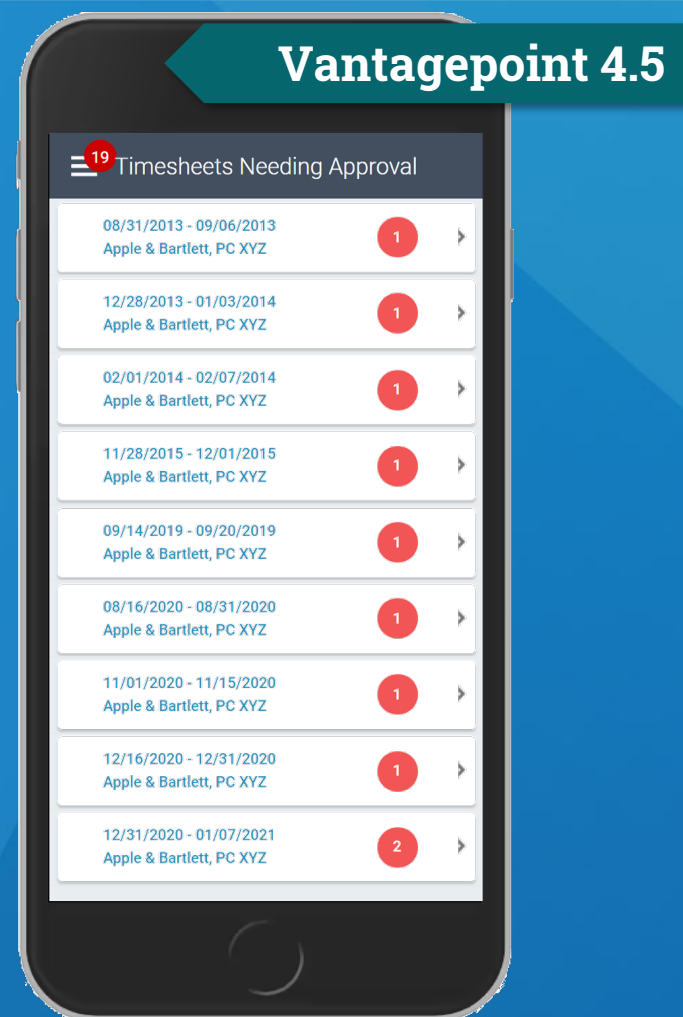 Vantagepoint 4.5
19
Timesheets Needing Approval
08/31/2013 - 09/06/2013
Apple & Bartlett, PC XYZ
1
12/28/2013 - 01/03/2014
Apple & Bartlett, PC XYZ
1
02/01/2014 - 02/07/2014
Apple & Bartlett, PC XYZ
1
11/28/2015 - 12/01/2015
Apple & Bartlett, PC XYZ
1
09/14/2019 - 09/20/2019
Apple & Bartlett, PC XYZ
1
08/16/2020 - 08/31/2020
Apple & Bartlett, PC XYZ
1
11/01/2020 - 11/15/2020
Apple & Bartlett, PC XYZ
1
12/16/2020 - 12/31/2020
Apple & Bartlett, PC XYZ
1
12/31/2020 - 01/07/2021
Apple & Bartlett, PC XYZ
2